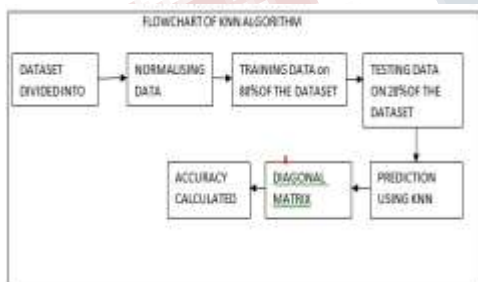 FLOWCHART OF KNN ALGORITHM
DATASET
DIVIDED INTO
NORMALISING
DATA
TRAINING DATA on
80% OF THE DATASET
TESTING DATA
ON 20% OF THE
DATASET
PREDICTION
USING KNN
DIAGONAL
MATRIX
ACCURACY
CALCULATED